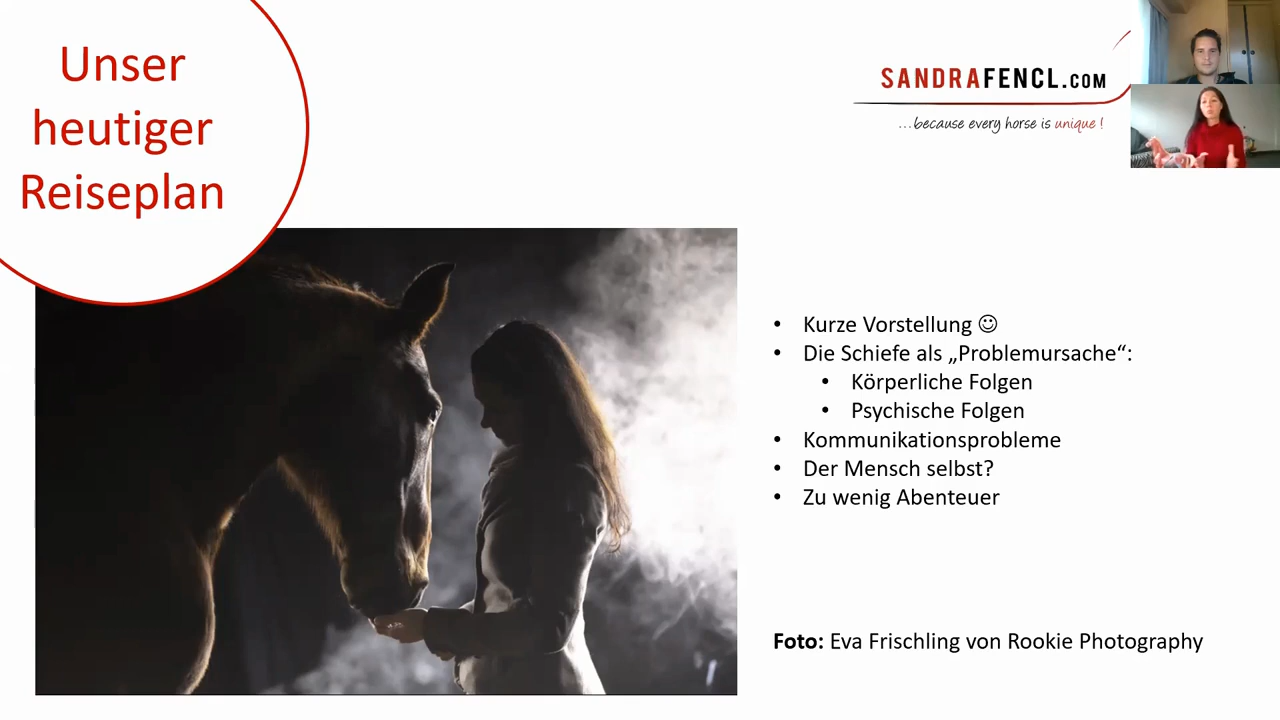 Unser
heutiger
Reiseplan
SANDRAFENCL.COM
...because every horse is unique !
• Kurze Vorstellung ☺
• Die Schiefe als „Problemursache“:
• Körperliche Folgen
• Psychische Folgen
• Kommunikationsprobleme
• Der Mensch selbst?
• Zu wenig Abenteuer
Foto: Eva Frischling von Rookie Photography